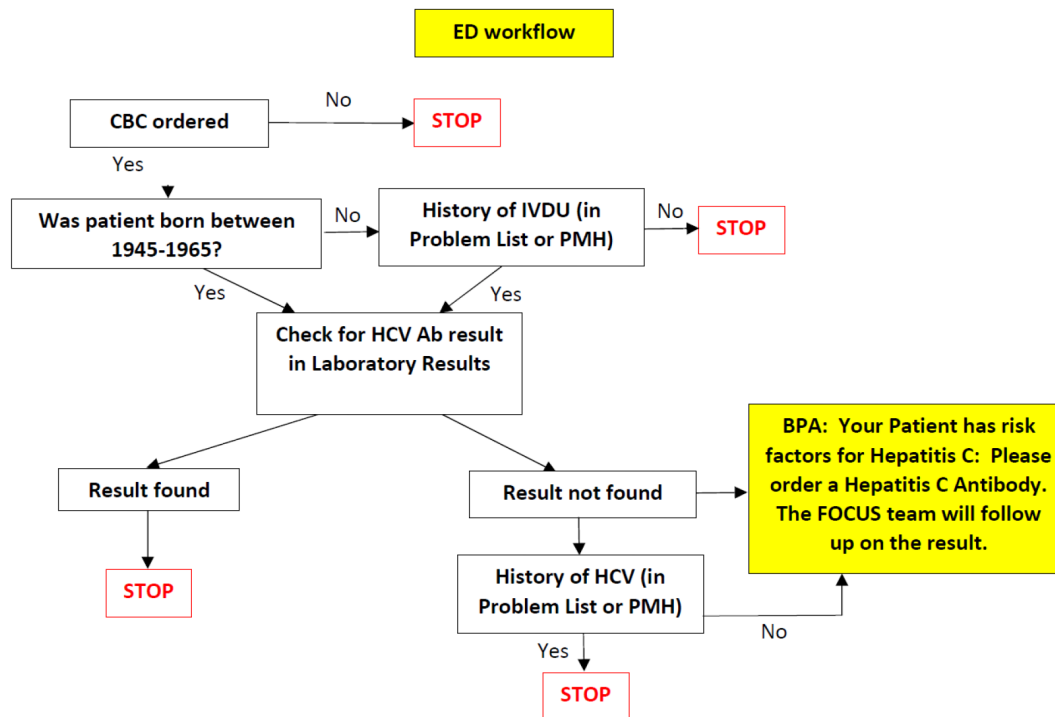 ED workflow
No
CBC ordered
STOP
Yes
Was patient born between
1945-1965?
No
History of IVDU (in
Problem List or PMH)
No
STOP
Yes
Yes
Check for HCV Ab result
in Laboratory Results
BPA: Your Patient has risk
factors for Hepatitis C: Please
order a Hepatitis C Antibody.
The FOCUS team will follow
up on the result.
Result found
Result not found
STOP
History of HCV (in
Problem List or PMH)
No
Yes
STOP